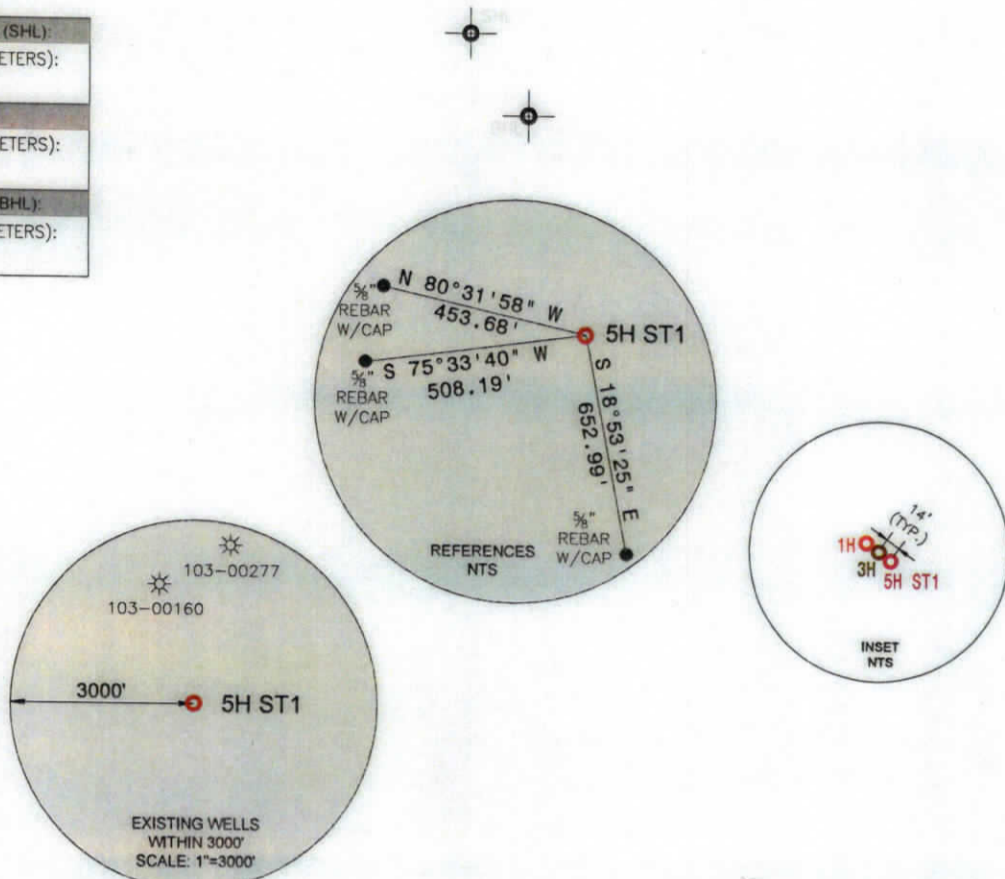 (SHL):
ETERS):
ETERS):
BHL):
ETERS):
N 80°31'58" W
453.68'
⅝"
REBAR
W/CAP
5H ST1
S 75°33'40" W
508.19'
⅝"
REBAR
W/CAP
S 18°53'25" E
652.99'
⅝"
REBAR
W/CAP
REFERENCES
NTS
14'
(TYP.)
1H
3H
5H ST1
INSET
NTS
103-00277
103-00160
3000'
5H ST1
EXISTING WELLS
WITHIN 3000'
SCALE: 1"=3000'